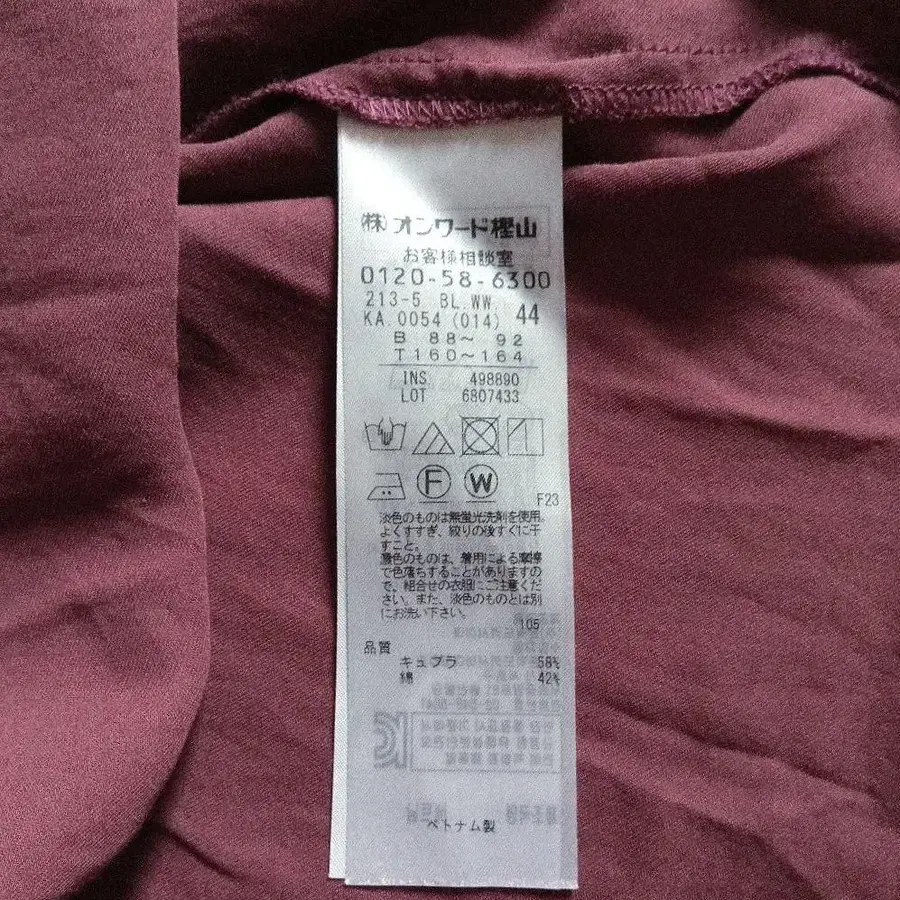 ㈱オンワード樫山
お客様相談室
0120-58-6300
213-5 BL.WW.
KA.0054 (014) 44
B 88～ 92
T160～164
INS 498890
LOT 6807433
F
W
F23
淡色のものは無蛍光洗剤を使用。
よくすすぎ、絞りの後すぐに干
すこと。
濃色のものは、着用による摩擦
で色落ちすることがありますの
で、組合せの衣服にご注意くだ
さい。また、淡色のものとは別
にお洗い下さい。
105
品質
キュプラ 58%
綿 42%
ベトナム製